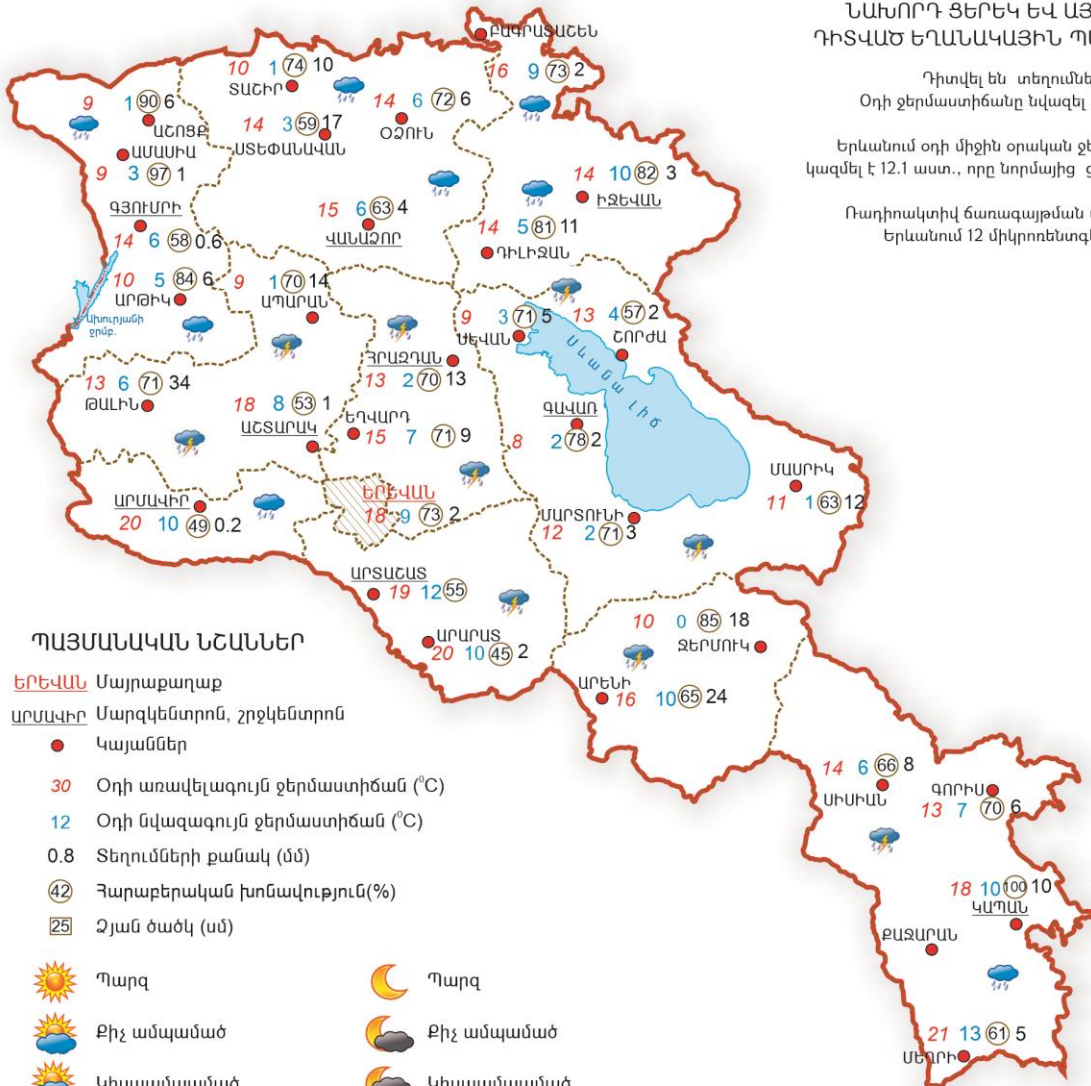 ՆԱԽՈՐԴ ՑԵՐԵԿ ԵՎ
ԴԻՏՎԱԾ ԵՂԱՆԱԿԱՅԻՆ
Դիտվել են
Օդի ջերմաստիճանը նվազել
Երևանում օդի միջին օրական
կազմել է 12.1 աստ., որը նորմայից
Ռադիոակտիվ ճառագայթման
Երևանում 12
ԲԱԳՐԱՏԱՇԵՆ
16 9 73 2
10 1 74 10
ՏԱՇԻՐ
9 1 90 6
ԱՇՈՑՔ
14 6 72 6
ՕՁՈՒՆ
14 3 59 17
ՍՏԵՓԱՆԱՎԱՆ
ԱՄԱՍԻԱ
9 3 97 1
14 10 82 3
ԻՋԵՎԱՆ
ԳՅՈՒՄՐԻ
14 6 58 0.6
15 6 63 4
ՎԱՆԱՁՈՐ
14 5 81 11
ԴԻԼԻՋԱՆ
10 5 84 6
ԱՐԹԻԿ
9 1 70 14
ԱՊԱՐԱՆ
Ախուրյանի
ջրմբ.
9 3 71 5
ՍԵՎԱՆ
13 4 57 2
ՇՈՐԺԱ
Սևանա լիճ
ՀՐԱԶԴԱՆ
13 2 70 13
13 6 71 34
ԹԱԼԻՆ
18 8 53 1
ԱՇՏԱՐԱԿ
ԵՂՎԱՐԴ
15 7 71 9
ԳԱՎԱՌ
8 2 78 2
ՄԱՍՐԻԿ
11 1 63 12
ԱՐՄԱՎԻՐ
20 10 49 0.2
ԵՐԵՎԱՆ
18 9 73 2
ՄԱՐՏՈՒՆԻ
12 2 71 3
ԱՐՏԱՇԱՏ
19 12 55
ԱՐԱՐԱՏ
20 10 45 2
10 0 85 18
ՋԵՐՄՈՒԿ
ԱՐԵՆԻ
16 10 65 24
14 6 66 8
ՍԻՍԻԱՆ
ԳՈՐԻՍ
13 7 70 6
18 10 100 10
ԿԱՊԱՆ
ՔԱՋԱՐԱՆ
21 13 61 5
ՄԵՂՐԻ
ՊԱՅՄԱՆԱԿԱՆ ՆՇԱՆՆԵՐ
ԵՐԵՎԱՆ Մայրաքաղաք
ԱՐՄԱՎԻՐ Մարզկենտրոն, շրջկենտրոն
Կայաններ
30 Օդի առավելագույն ջերմաստիճան (⁰C)
12 Օդի նվազագույն ջերմաստիճան (⁰C)
0.8 Տեղումների քանակ (մմ)
42 Հարաբերական խոնավություն(%)
25 Ձյան ծածկ (սմ)
Պարզ Պարզ
Քիչ ամպամած Քիչ ամպամած